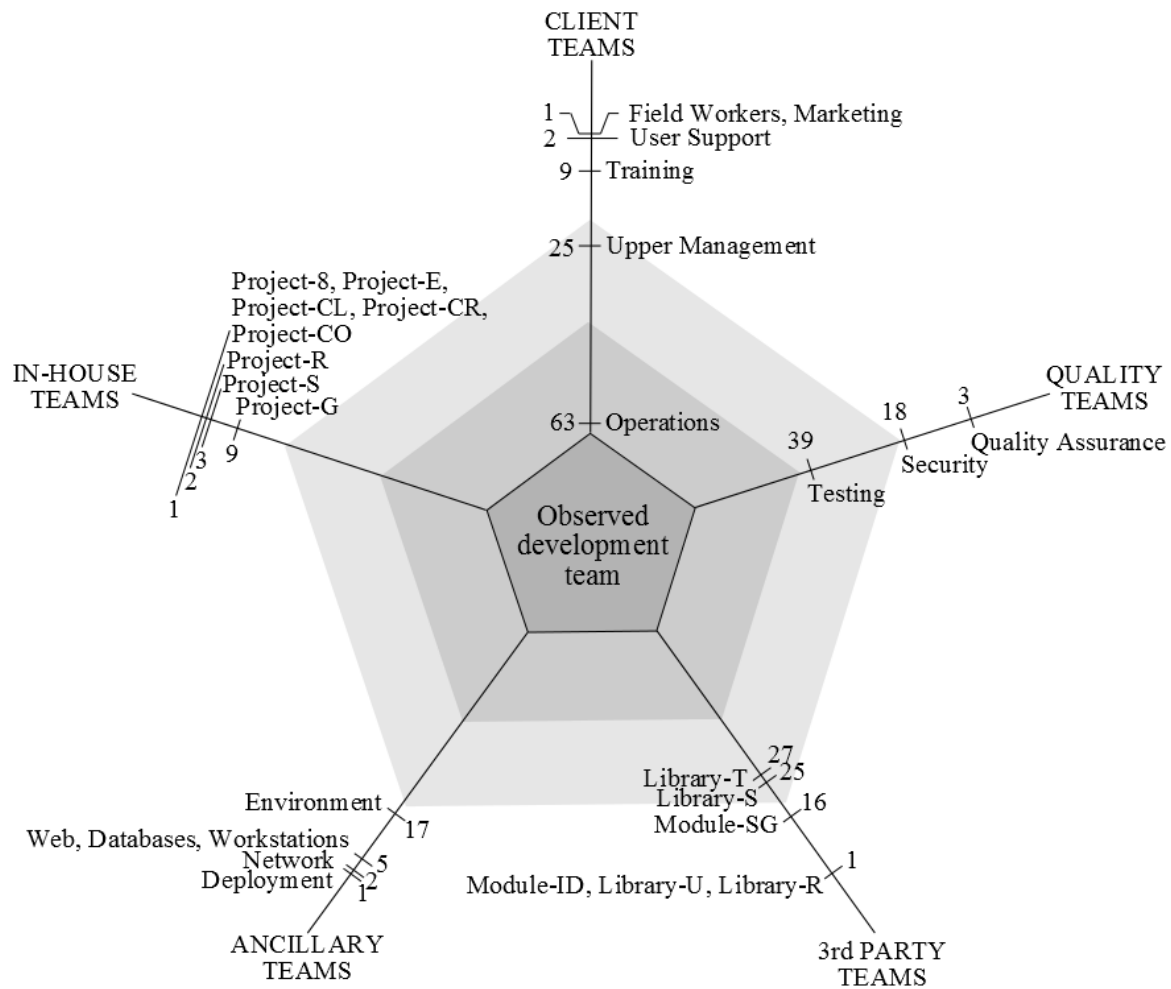 CLIENT
TEAMS
1 Field Workers, Marketing
2 User Support
9 Training
25 Upper Management
Project-8, Project-E,
Project-CL, Project-CR,
Project-CO
Project-R
Project-S
Project-G
IN-HOUSE
TEAMS
9
3
2
1
63 Operations
QUALITY
TEAMS
3
18
39
Quality Assurance
Security
Testing
Observed
development
team
27
Library-T
25
Library-S
16
Module-SG
1
Module-ID, Library-U, Library-R
3rd PARTY
TEAMS
Environment
17
Web, Databases, Workstations
5
Network
2
Deployment
1
ANCILLARY
TEAMS